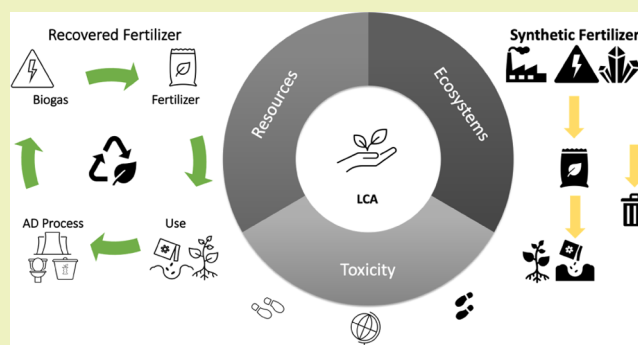 Recovered Fertilizer
Synthetic Fertilizer
Biogas
Fertilizer
Resources
Ecosystems
LCA
AD Process
Use
Toxicity